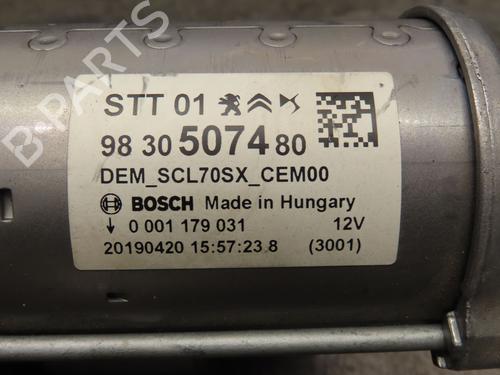 B-PARTS
STT 01
98 30 5074 80
DEM_SCL70SX_CEM00
BOSCH Made in Hungary
↓ 0 001 179 031 12V
20190420 15:57:23 8 (3001)